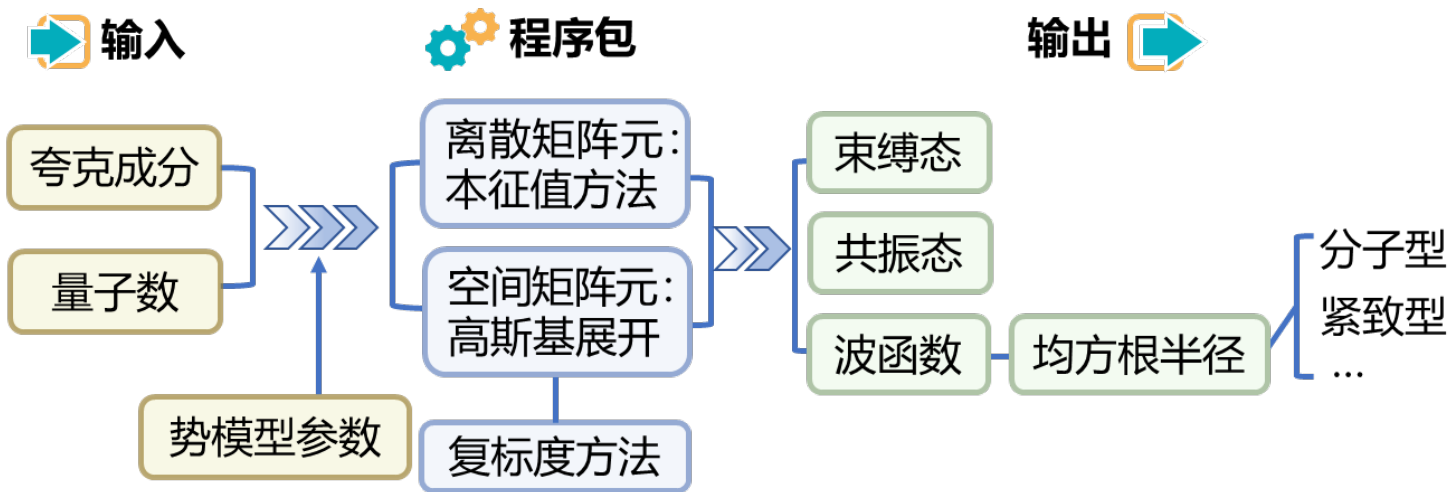 输入
程序包
输出
夸克成分
量子数
势模型参数
离散矩阵元：
本征值方法
空间矩阵元：
高斯基展开
复标度方法
束缚态
共振态
波函数
均方根半径
分子型
紧致型
...